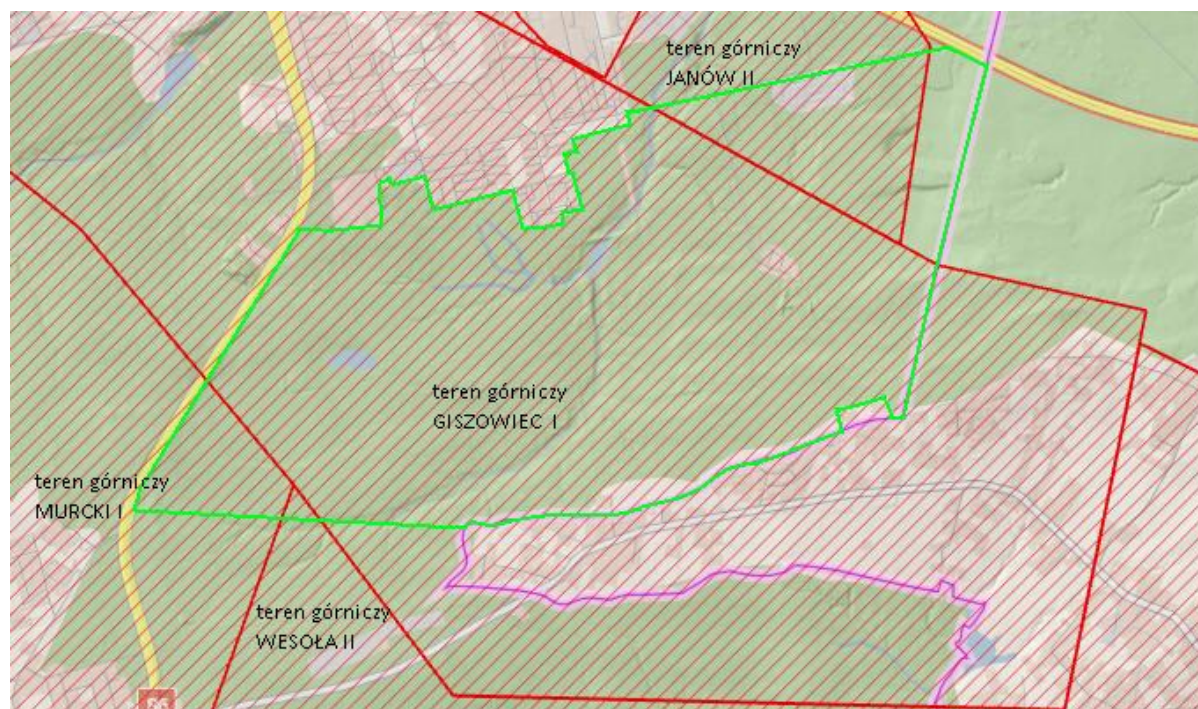 teren górniczy
JANÓW II
teren górniczy
GISZOWIEC I
teren górniczy
MURCKI I
teren górniczy
WESOŁA II